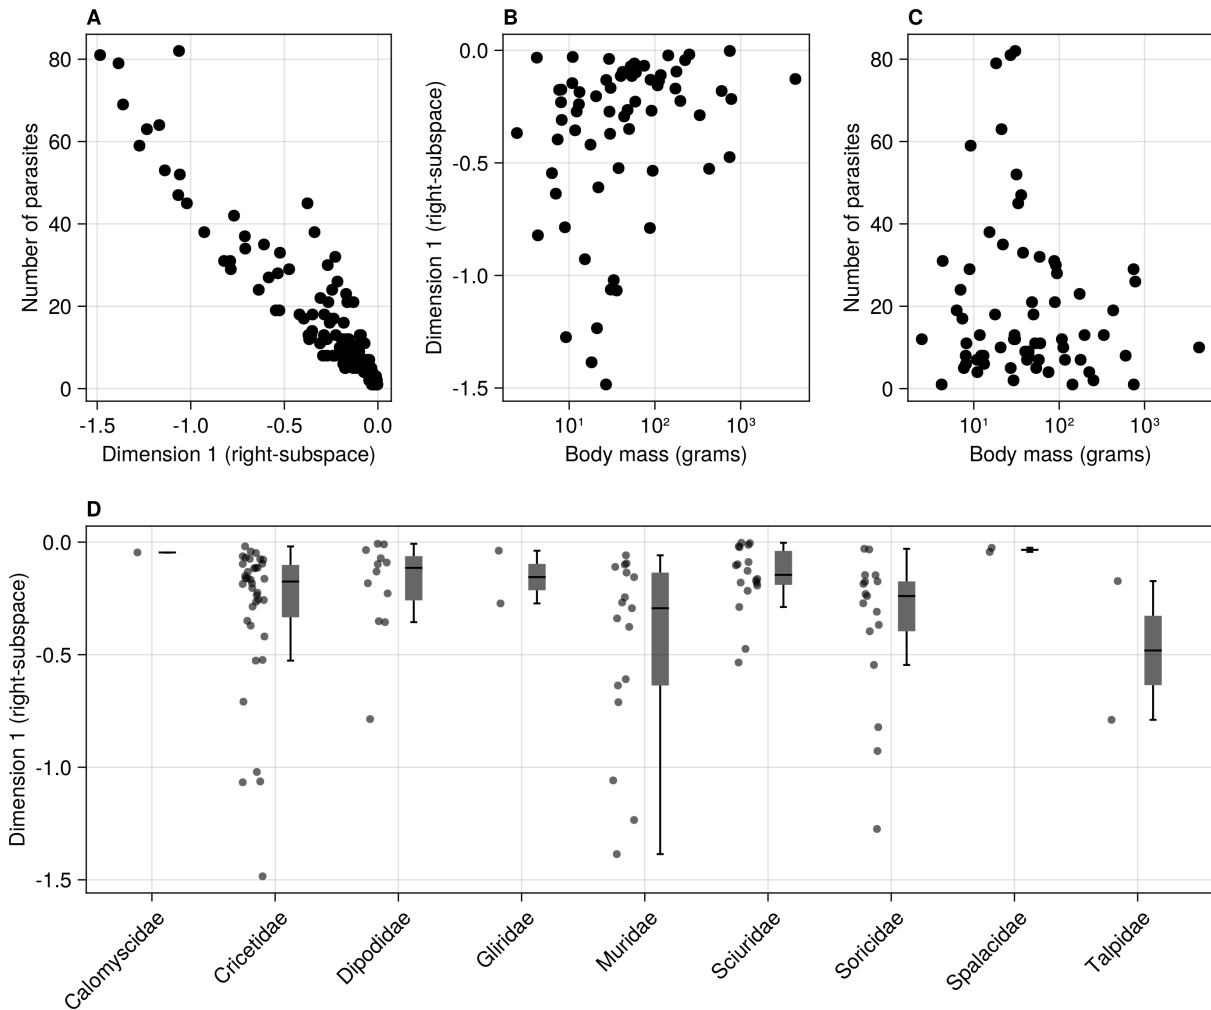 A
B
C
80
60
40
20
0
Number of parasites
-1.5
-1.0
-0.5
0.0
Dimension 1 (right-subspace)
0.0
-0.5
-1.0
-1.5
Dimension 1 (right-subspace)
10¹
10²
10³
Body mass (grams)
80
60
40
20
0
Number of parasites
10¹
10²
10³
Body mass (grams)
D
0.0
-0.5
-1.0
-1.5
Dimension 1 (right-subspace)
Calomyscidae
Cricetidae
Dipodidae
Gliridae
Muridae
Sciuridae
Soricidae
Spalacidae
Talpidae